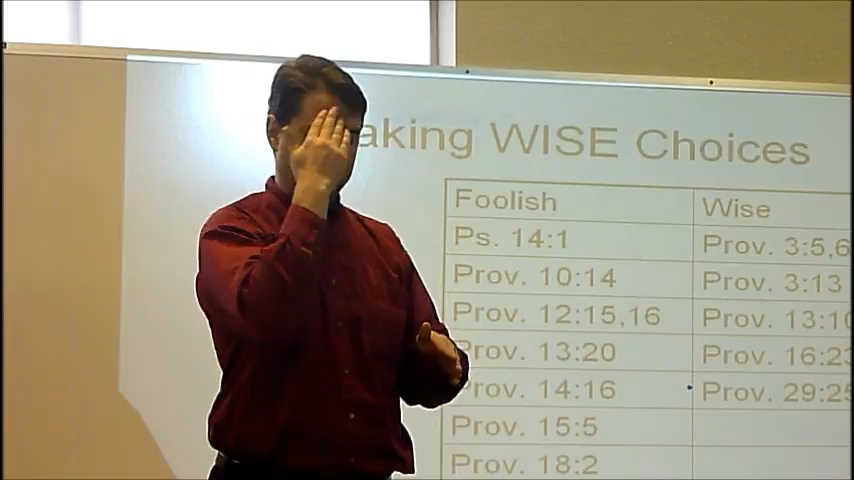 aking WISE Choices
Foolish Wise
Ps. 14:1 Prov. 3:5,6
Prov. 10:14 Prov. 3:13
Prov. 12:15,16 Prov. 13:10
Prov. 13:20 Prov. 16:23
Prov. 14:16 Prov. 29:25
Prov. 15:5
Prov. 18:2